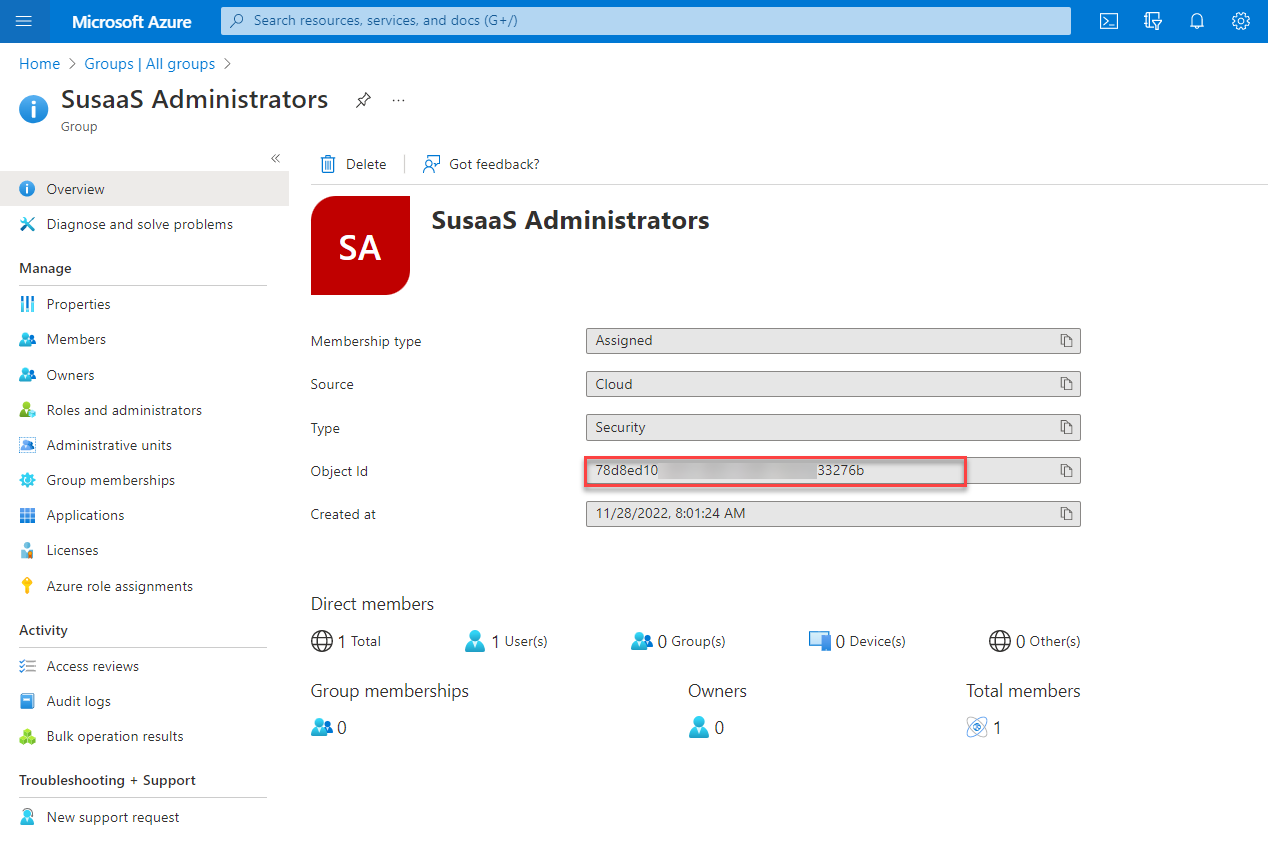 Microsoft Azure
Search resources, services, and docs (G+/)
Home > Groups | All groups >
SusaaS Administrators
...
Group
«
Delete
Got feedback?
Overview
Diagnose and solve problems
Manage
Properties
Members
Owners
Roles and administrators
Administrative units
Group memberships
Applications
Licenses
Azure role assignments
Activity
Access reviews
Audit logs
Bulk operation results
Troubleshooting + Support
New support request
SA
SusaaS Administrators
Membership type Assigned
Source Cloud
Type Security
Object Id 78d8ed10 33276b
Created at 11/28/2022, 8:01:24 AM
Direct members
1 Total 1 User(s) 0 Group(s) 0 Device(s) 0 Other(s)
Group memberships Owners Total members
0 0 1